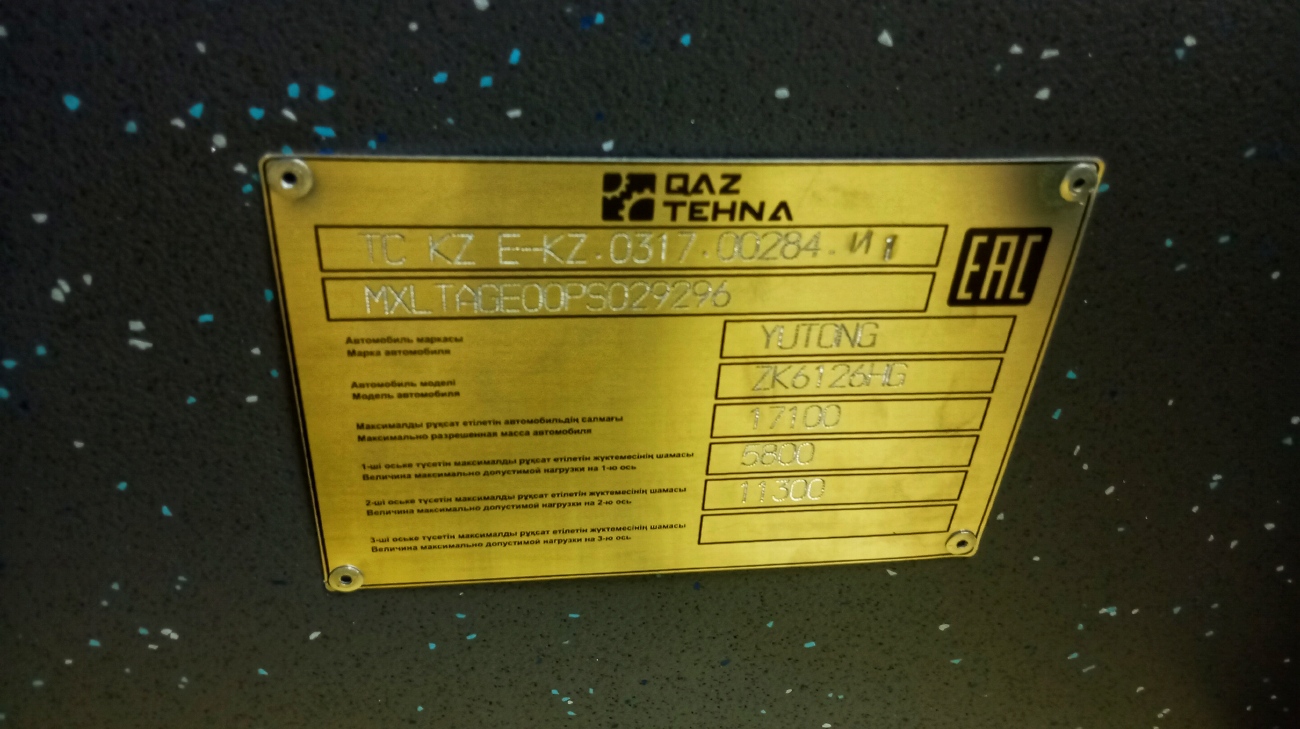 QAZ
TEHNA
TC KZ E-KZ.0317.00284.И1
EAC
MXLTAGE00PS029296
Автомобиль маркасы
Марка автомобиля
YUTONG
Автомобиль моделі
Модель автомобиля
ZK6126HG
Максималды рұқсат етілетін автомобильдің салмағы
Максимально разрешенная масса автомобиля
17100
1-ші оське түсетін максималды рұқсат етілетін жүктемесінің шамасы
Величина максимально допустимой нагрузки на 1-ю ось
5800
2-ші оське түсетін максималды рұқсат етілетін жүктемесінің шамасы
Величина максимально допустимой нагрузки на 2-ю ось
11300
3-ші оське түсетін максималды рұқсат етілетін жүктемесінің шамасы
Величина максимально допустимой нагрузки на 3-ю ось